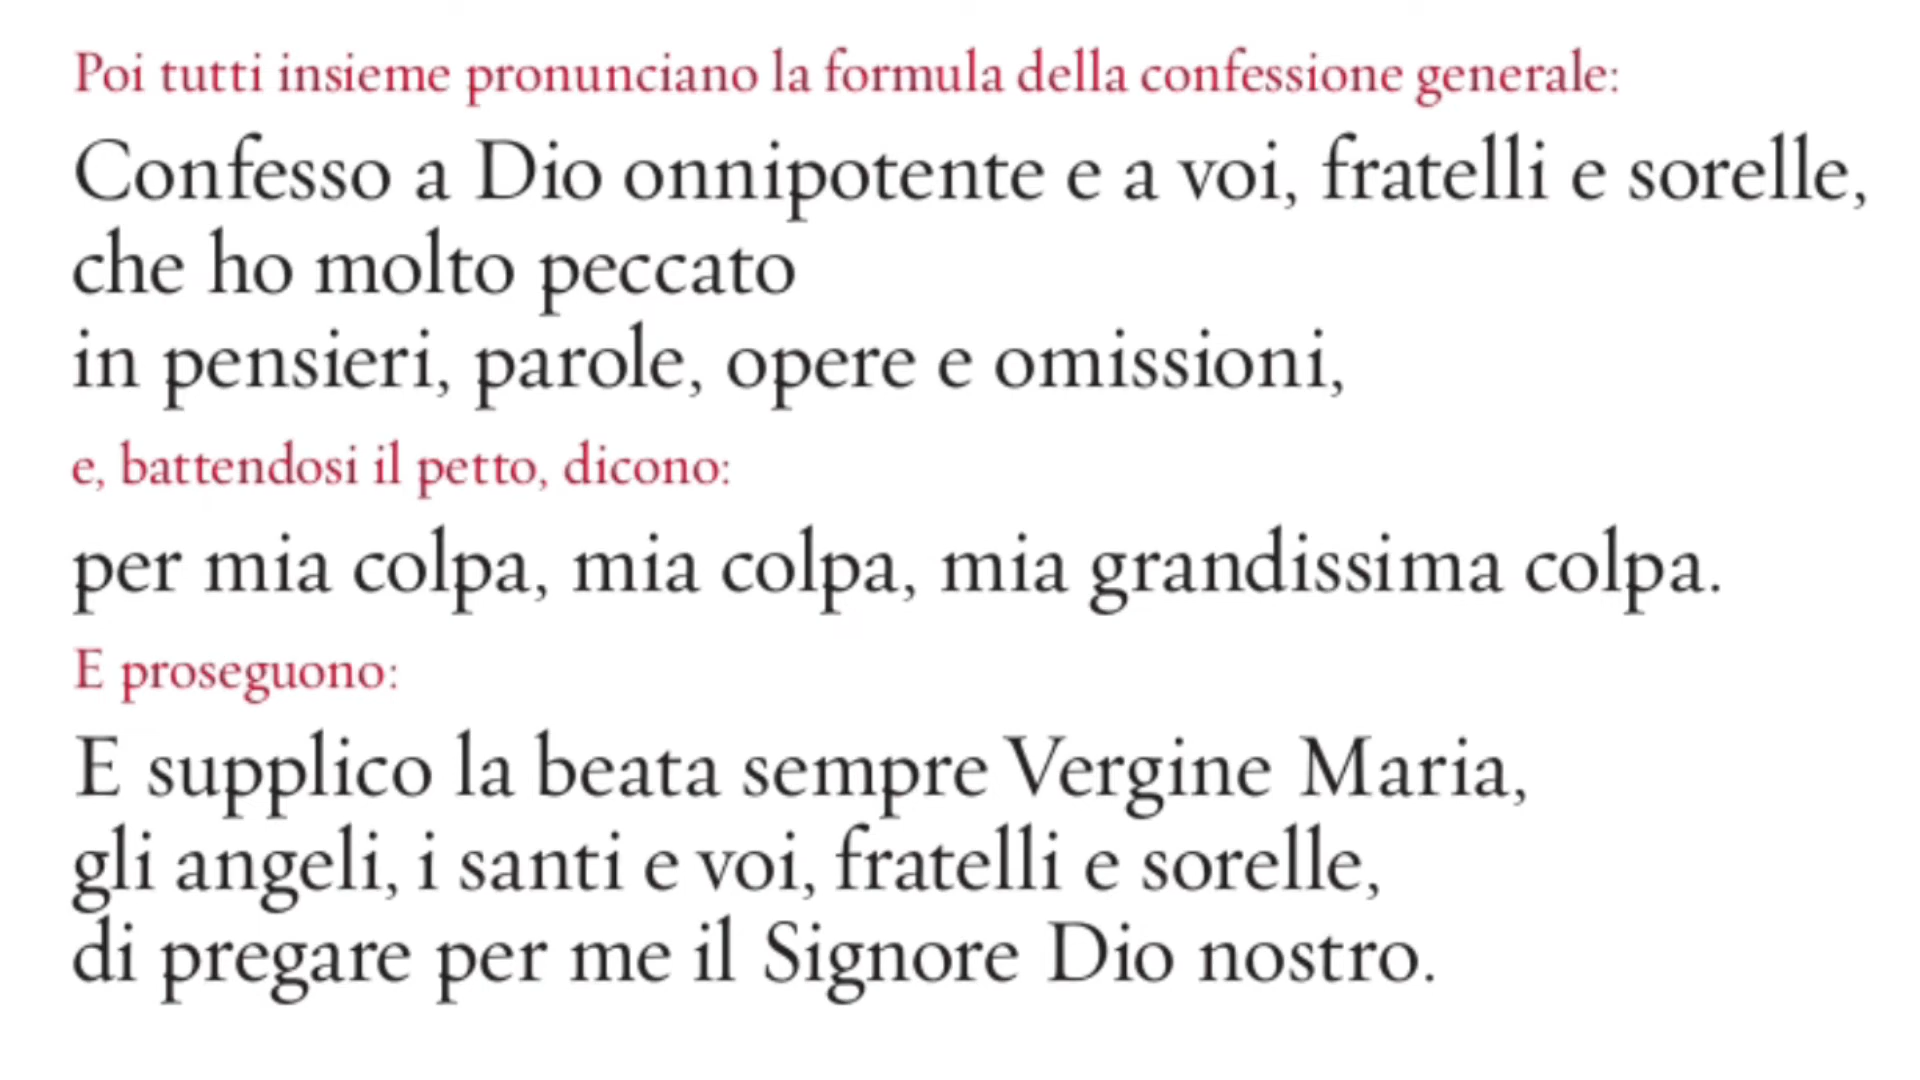 Poi tutti insieme pronunciano la formula della confessione generale:
Confesso a Dio onnipotente e a voi, fratelli e sorelle,
che ho molto peccato
in pensieri, parole, opere e omissioni,
e, battendosi il petto, dicono:
per mia colpa, mia colpa, mia grandissima colpa.
E proseguono:
E supplico la beata sempre Vergine Maria,
gli angeli, i santi e voi, fratelli e sorelle,
di pregare per me il Signore Dio nostro.